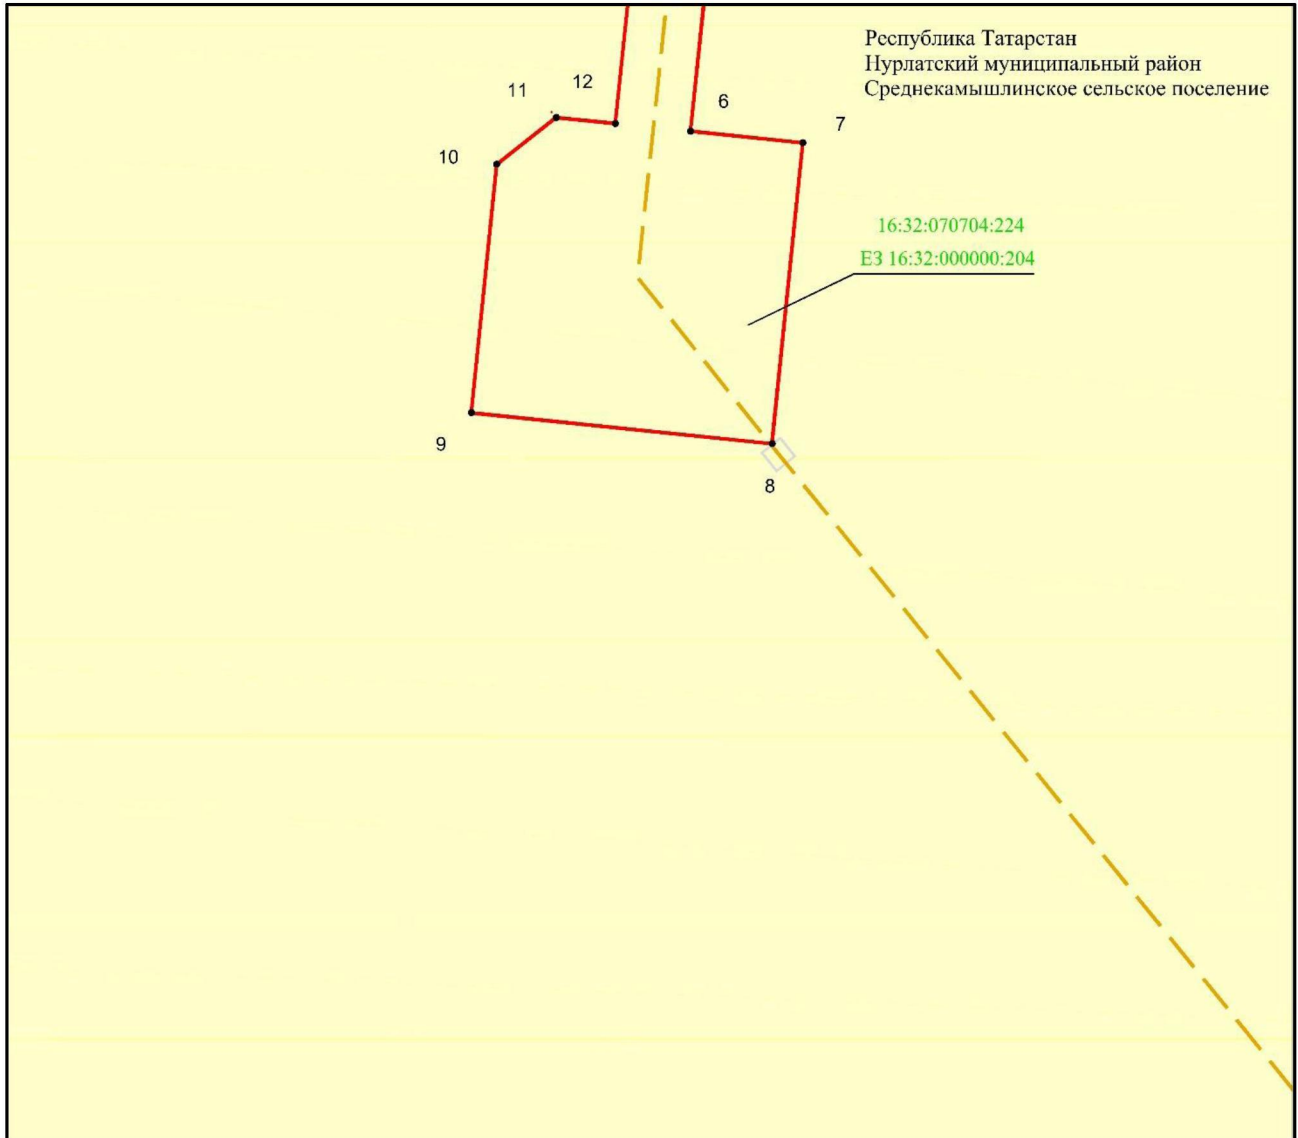 Республика Татарстан
Нурлатский муниципальный район
Среднекамышлинское сельское поселение
12
11
6
7
10
16:32:070704:224
ЕЗ 16:32:000000:204
9
8